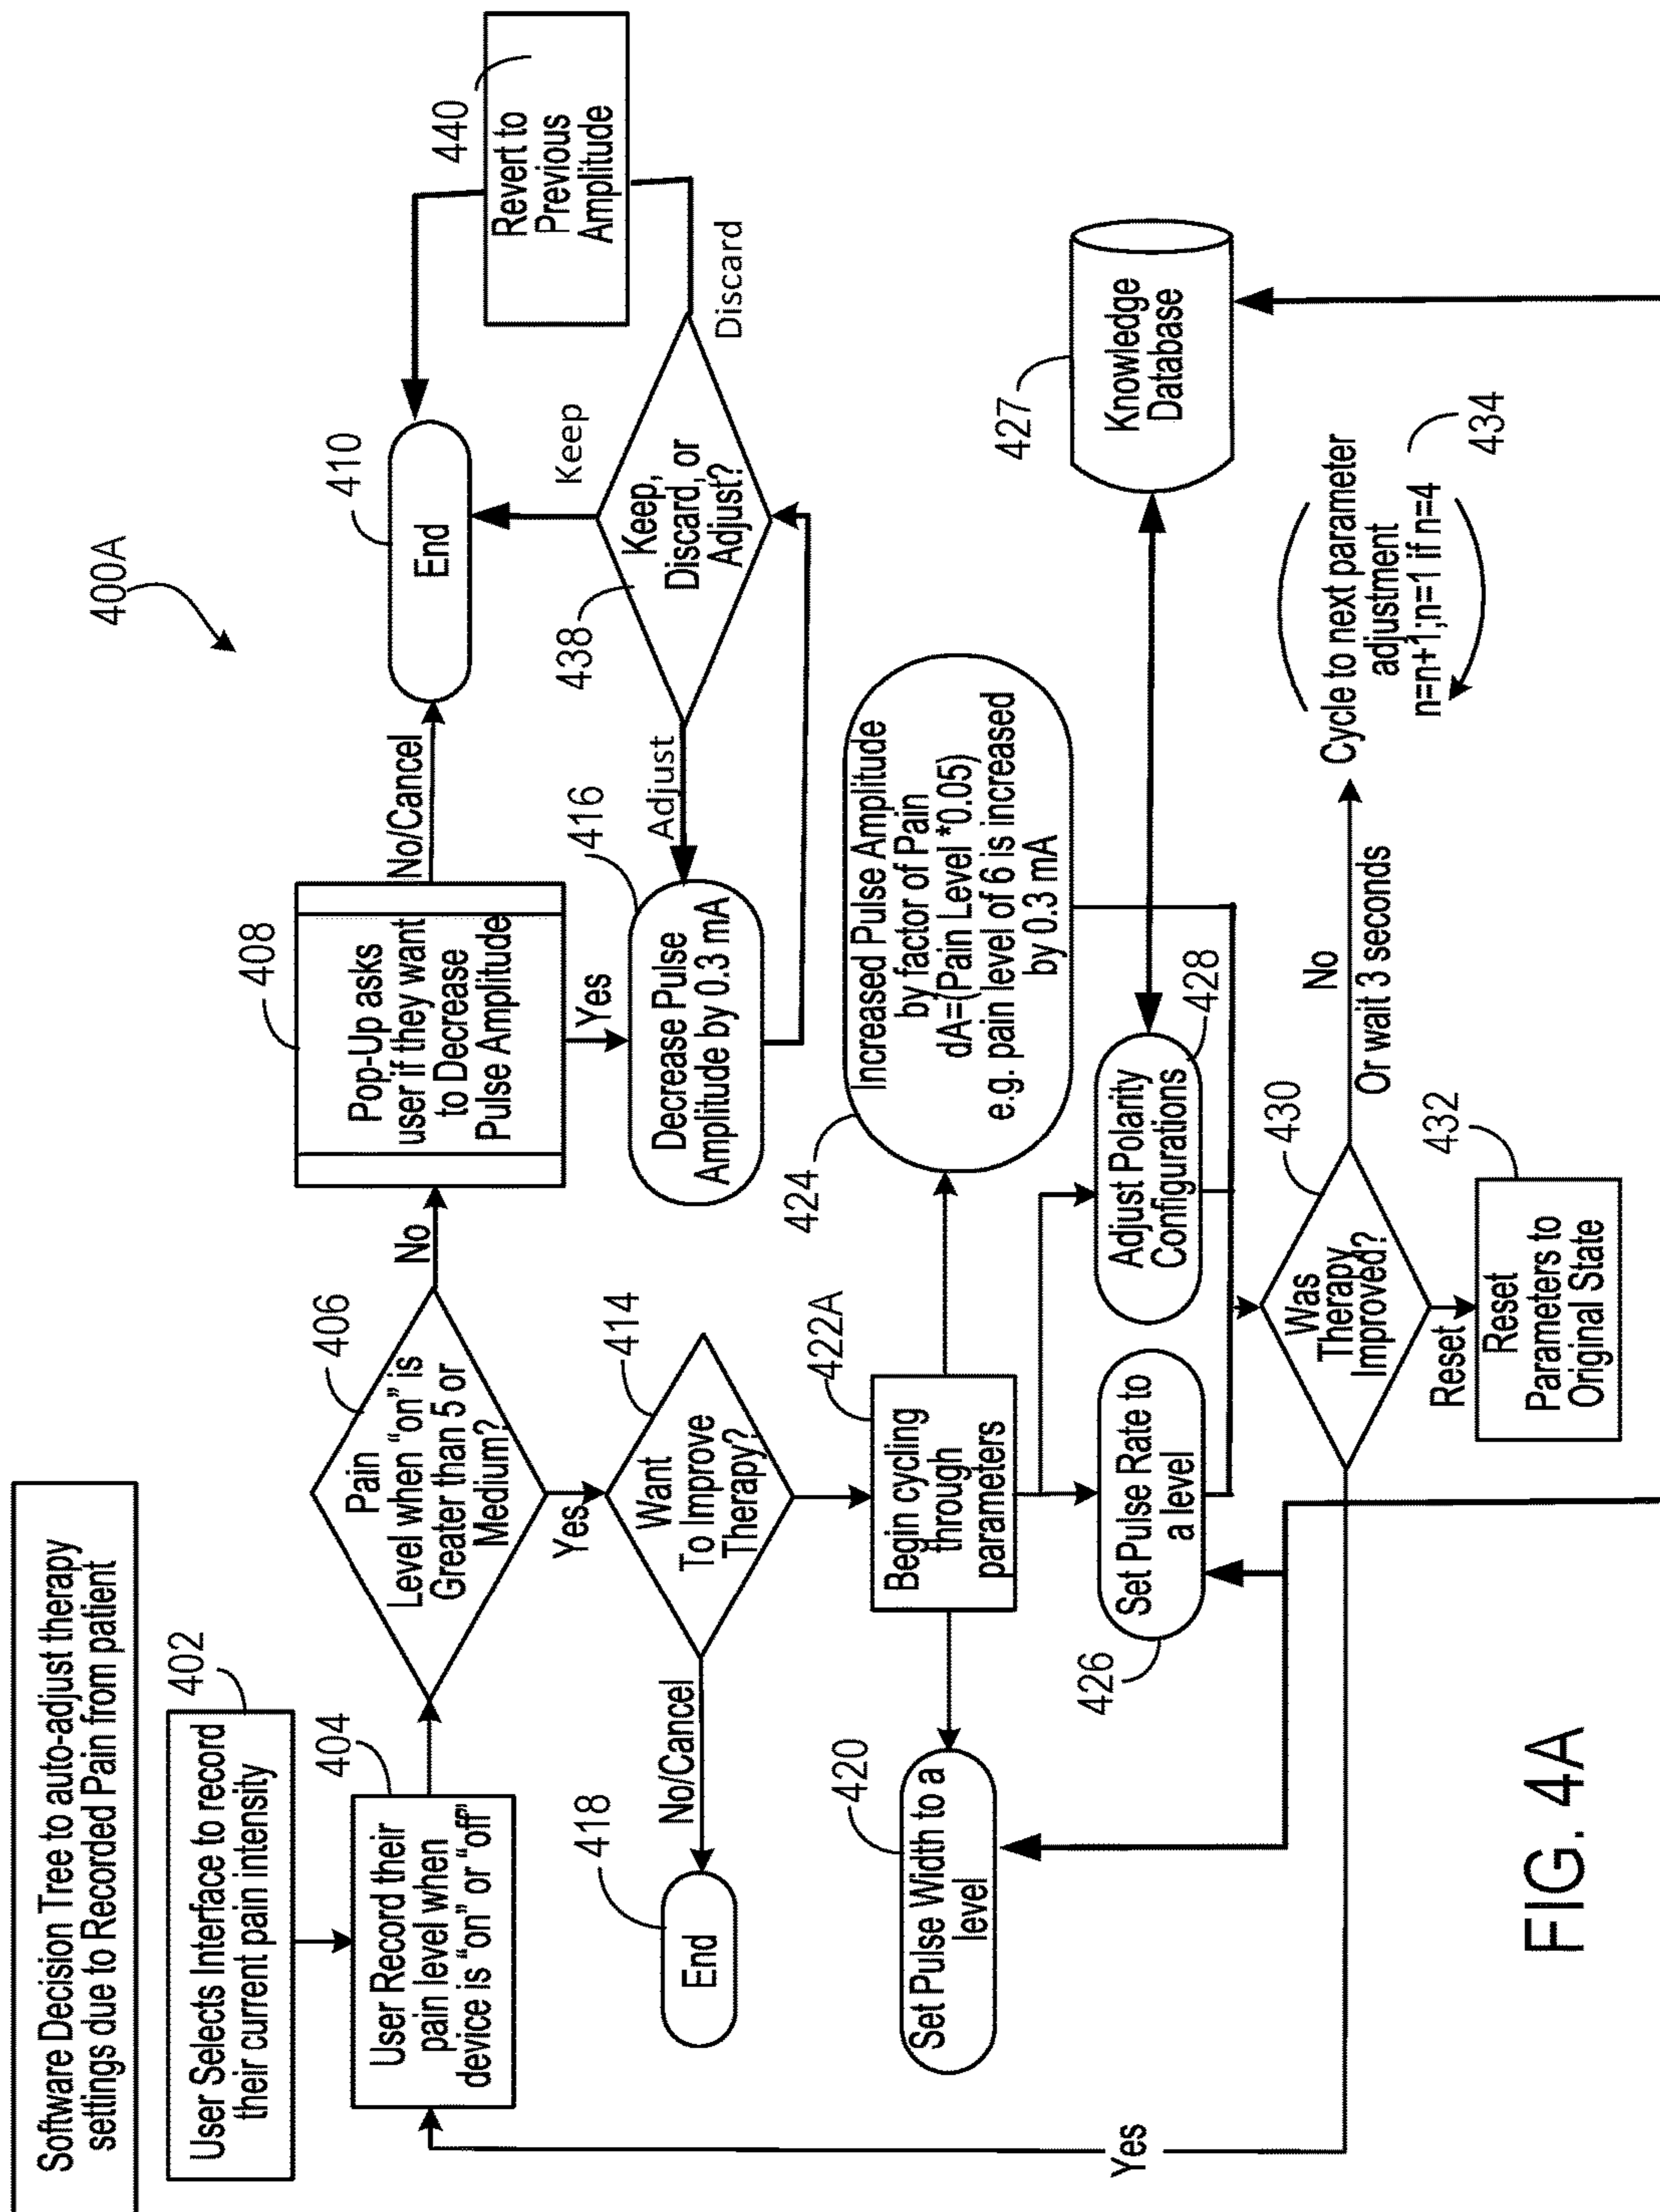 Software Decision Tree to auto-adjust therapy
settings due to Recorded Pain from patient
400A
402
User Selects Interface to record
their current pain intensity
404
User Record their
pain level when
device is "on" or "off"
406
Pain
Level when "on" is
Greater than 5 or
Medium?
No
408
Pop-Up asks
user if they want
to Decrease
Pulse Amplitude
No/Cancel
410
End
Yes
416
Decrease Pulse
Amplitude by 0.3 mA
Adjust
438
Keep,
Discard, or
Adjust?
Keep
Discard
440
Revert to
Previous
Amplitude
Yes
414
Want
To Improve
Therapy?
No/Cancel
418
End
422A
Begin cycling
through
parameters
420
Set Pulse Width to a
level
424
Increased Pulse Amplitude
by factor of Pain
dA=(Pain Level *0.05)
e.g. pain level of 6 is increased
by 0.3 mA
426
Set Pulse Rate to
a level
428
Adjust Polarity
Configurations
427
Knowledge
Database
430
Was
Therapy
Improved?
Yes
No
Or wait 3 seconds
Cycle to next parameter
adjustment
n=n+1;n=1 if n=4
434
Reset
432
Reset
Parameters to
Original State
FIG. 4A